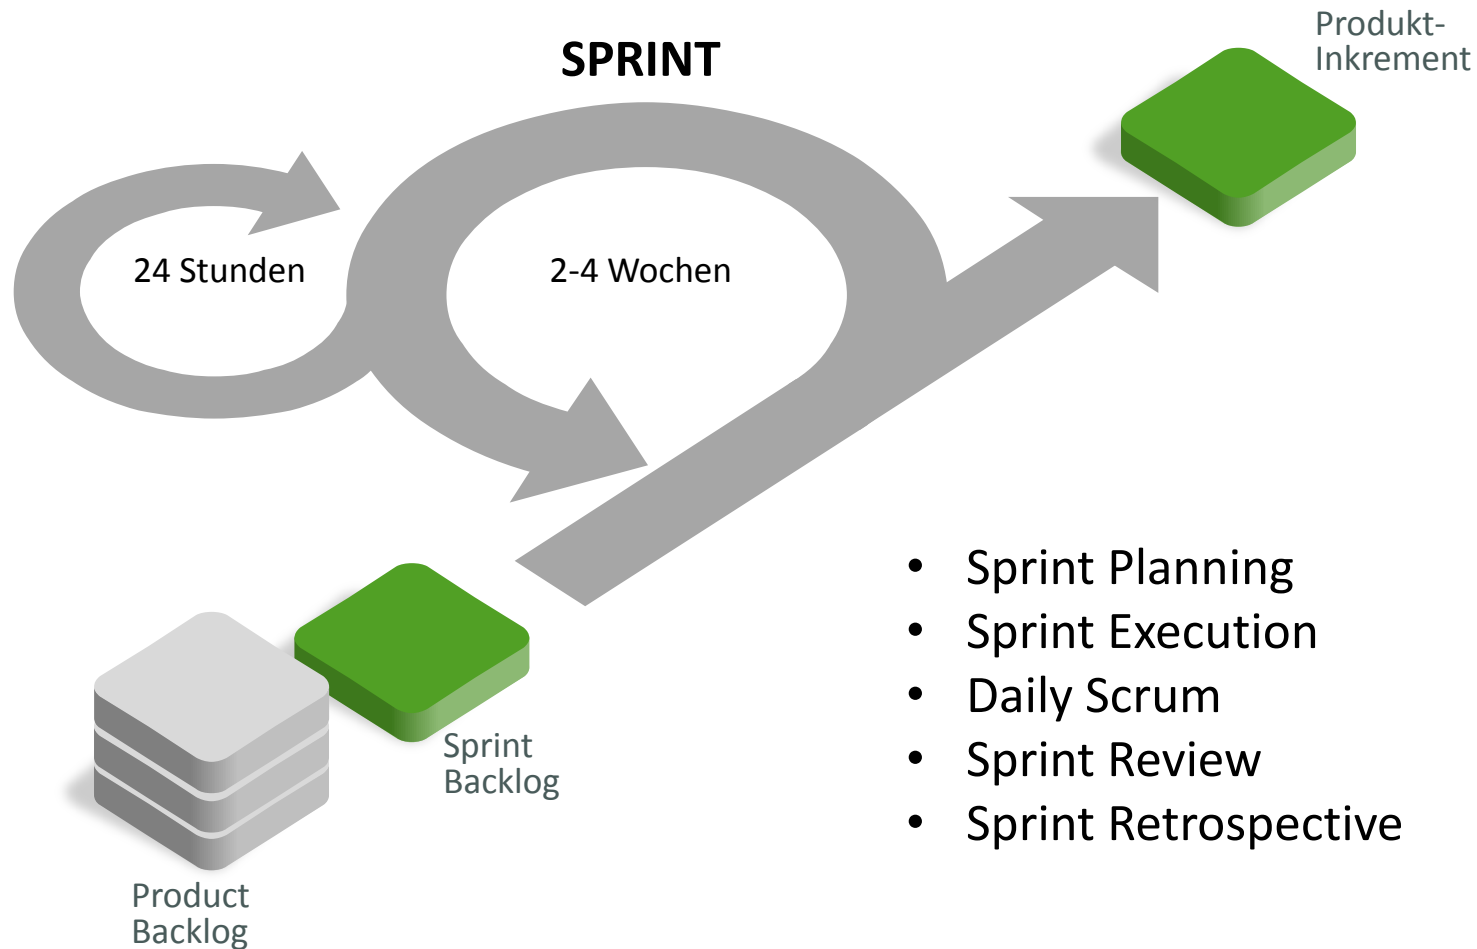 Produkt-
Inkrement
SPRINT
24 Stunden
2-4 Wochen
• Sprint Planning
• Sprint Execution
• Daily Scrum
• Sprint Review
• Sprint Retrospective
Sprint
Backlog
Product
Backlog